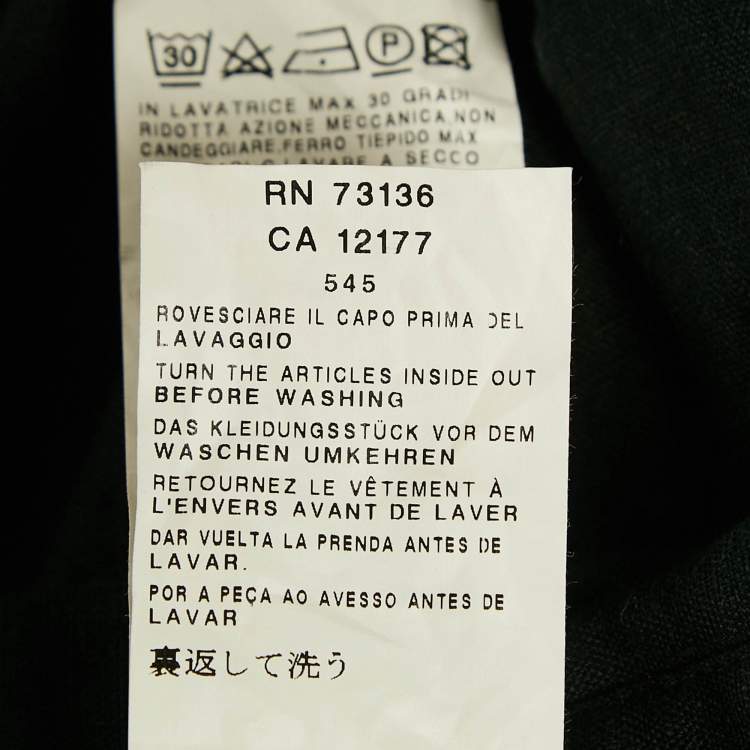 30 P
IN LAVATRICE MAX 30 GRADI
RIDOTTA AZIONE MECCANICA,NON
CANDEGGIARE,FERRO TIEPIDO MAX
LAVARE A SECCO
RN 73136
CA 12177
545
ROVESCIARE IL CAPO PRIMA DEL
LAVAGGIO
TURN THE ARTICLES INSIDE OUT
BEFORE WASHING
DAS KLEIDUNGSSTÜCK VOR DEM
WASCHEN UMKEHREN
RETOURNEZ LE VÊTEMENT À
L'ENVERS AVANT DE LAVER
DAR VUELTA LA PRENDA ANTES DE
LAVAR.
POR A PEÇA AO AVESSO ANTES DE
LAVAR
裏返して洗う